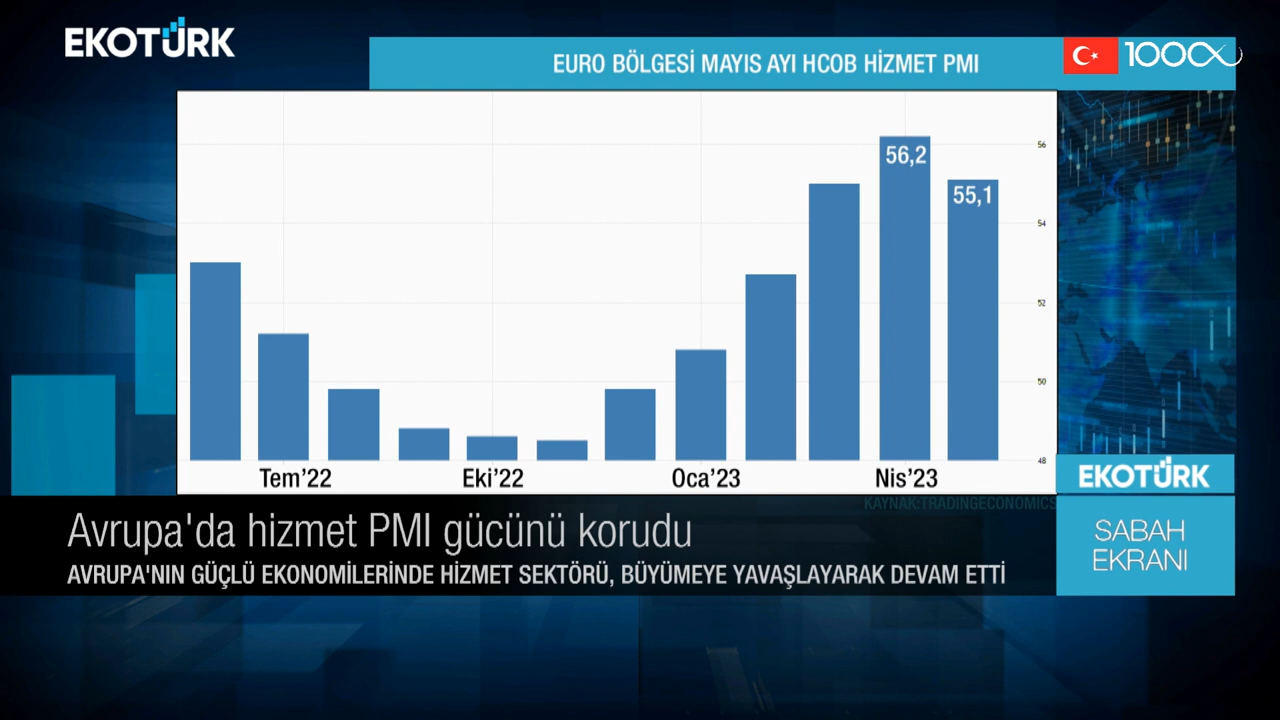 EKOTÜRK
EURO BÖLGESİ MAYIS AYI HCOB HİZMET PMI
100
56,2
55,1
56
54
52
50
48
Tem’22
Eki’22
Oca’23
Nis’23
KAYNAK:TRADINGECONOMICS
EKOTÜRK
SABAH
EKRANI
Avrupa'da hizmet PMI gücünü korudu
AVRUPA'NIN GÜÇLÜ EKONOMİLERİNDE HİZMET SEKTÖRÜ, BÜYÜMEYE YAVAŞLAYARAK DEVAM ETTİ